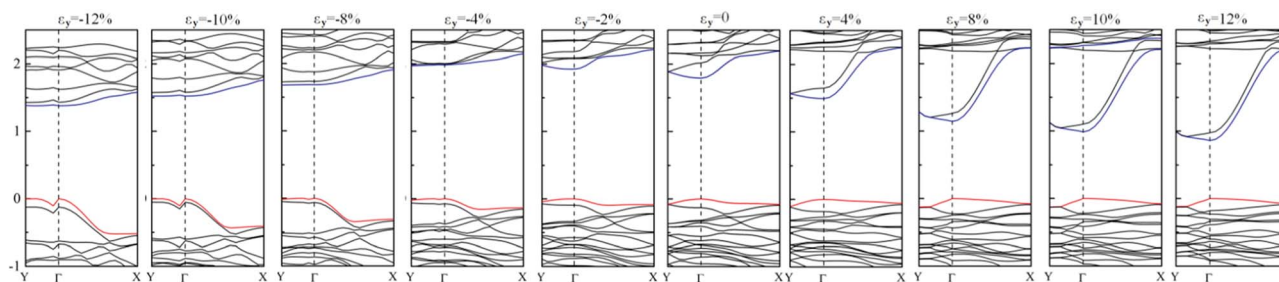 εy=-12% εy=-10% εy=-8% εy=-4% εy=-2% εy=0 εy=4% εy=8% εy=10% εy=12%
2
1
0
-1
Y Γ X Y Γ X Y Γ X Y Γ X Y Γ X Y Γ X Y Γ X Y Γ X Y Γ X Y Γ X